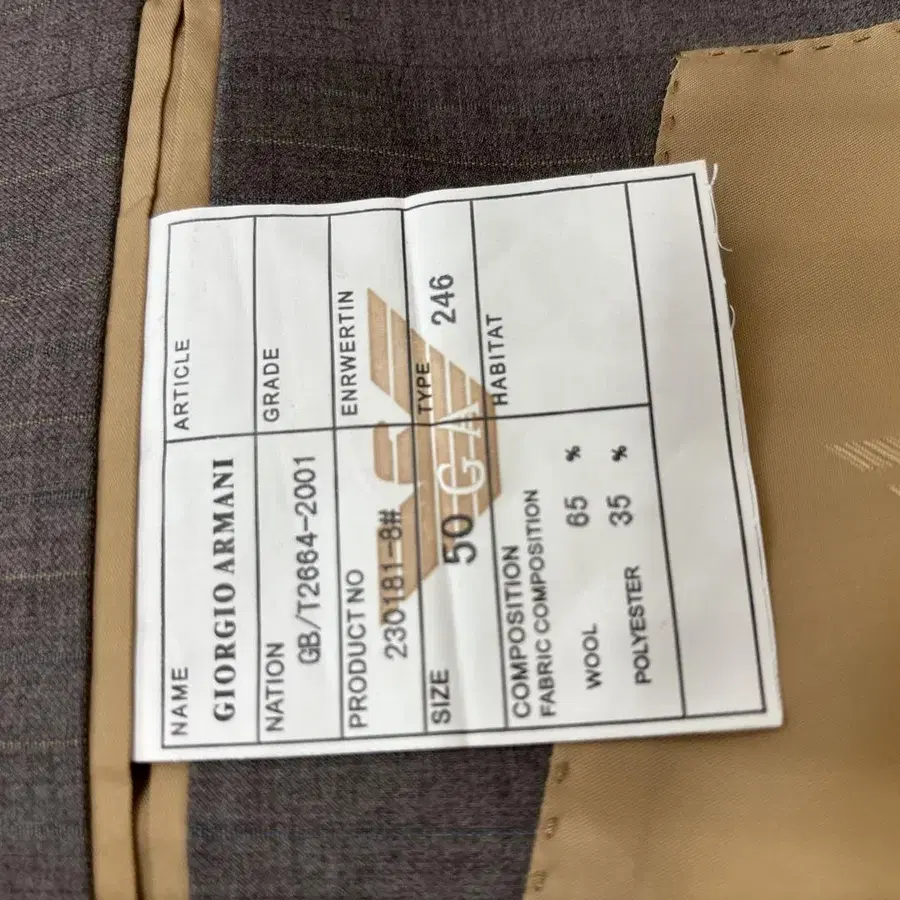 NAME
ARTICLE
GIORGIO ARMANI
NATION
GRADE
GB/T2664-2001
PRODUCT NO
ENRWERTIN
230181-8#
SIZE
50
TYPE
246
GA
COMPOSITION
HABITAT
FABRIC COMPOSITION
WOOL 65 %
POLYESTER 35 %